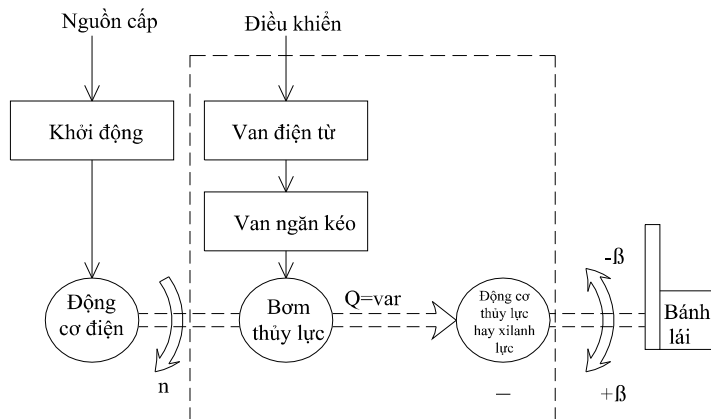 Nguồn cấp
Điều khiển
Khởi động
Van điện từ
Van ngăn kéo
Động
cơ điện
n
Bơm
thủy lực
Q=var
Động cơ
thủy lực
hay xilanh
lực
–
-ß
+ß
Bánh
lái